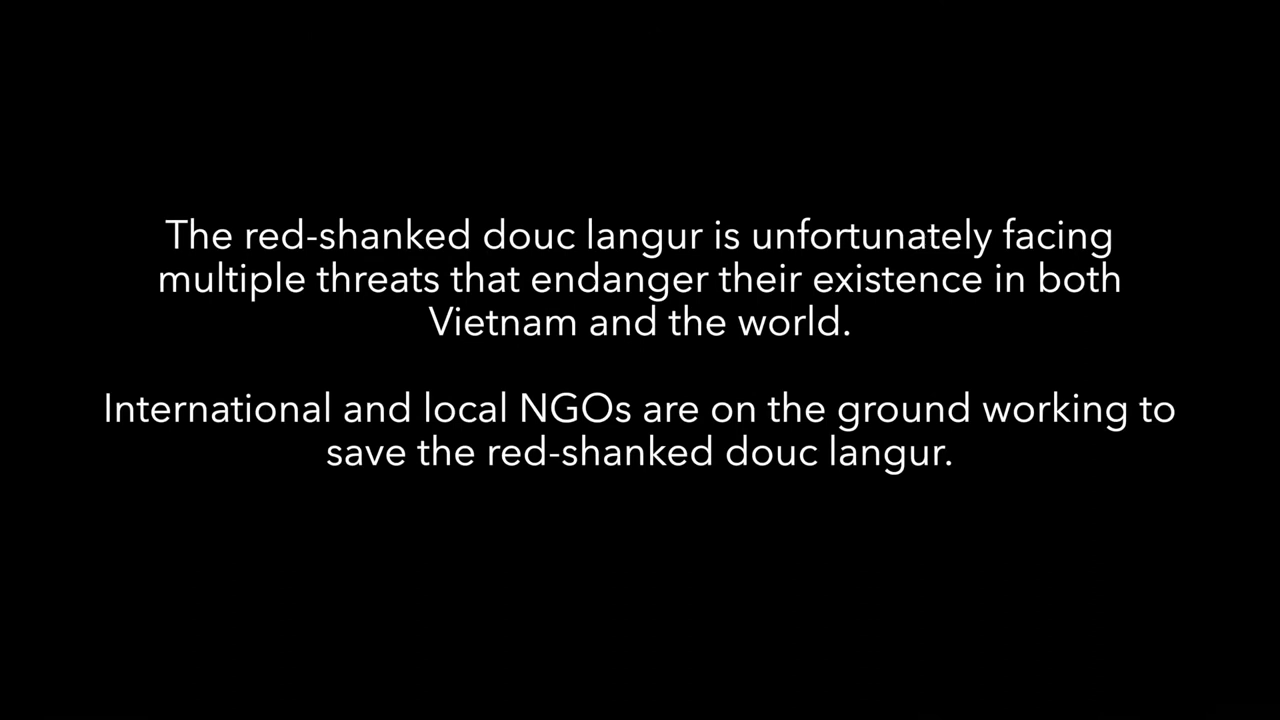 The red-shanked douc langur is unfortunately facing
multiple threats that endanger their existence in both
Vietnam and the world.
International and local NGOs are on the ground working to
save the red-shanked douc langur.